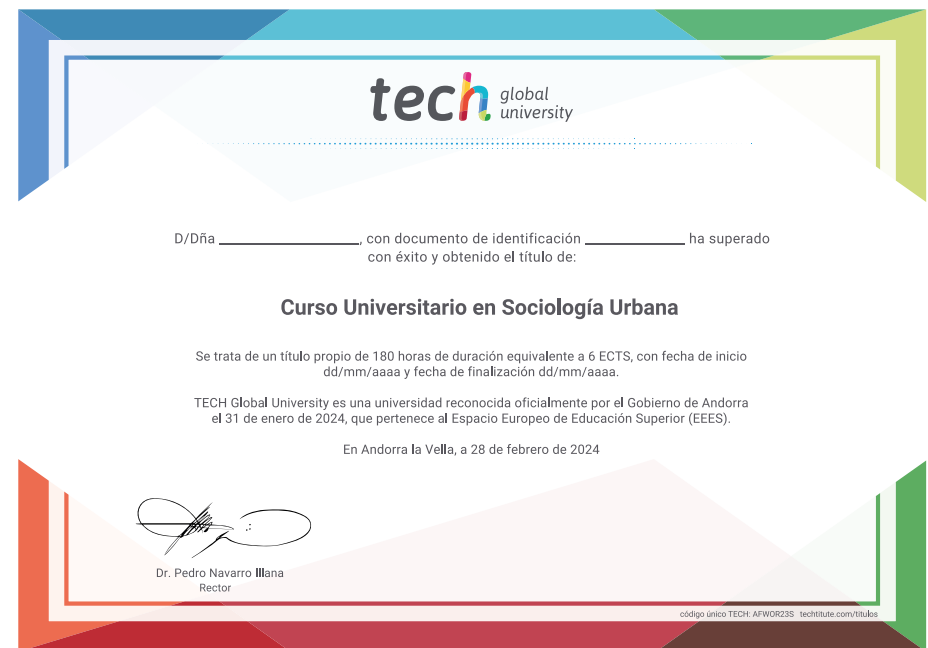 tech global university
D/Dña ____________________, con documento de identificación ______________ ha superado
con éxito y obtenido el título de:
Curso Universitario en Sociología Urbana
Se trata de un título propio de 180 horas de duración equivalente a 6 ECTS, con fecha de inicio
dd/mm/aaaa y fecha de finalización dd/mm/aaaa.
TECH Global University es una universidad reconocida oficialmente por el Gobierno de Andorra
el 31 de enero de 2024, que pertenece al Espacio Europeo de Educación Superior (EEES).
En Andorra la Vella, a 28 de febrero de 2024
Dr. Pedro Navarro Illana
Rector
código único TECH: AFWOR23S techtitute.com/titulos